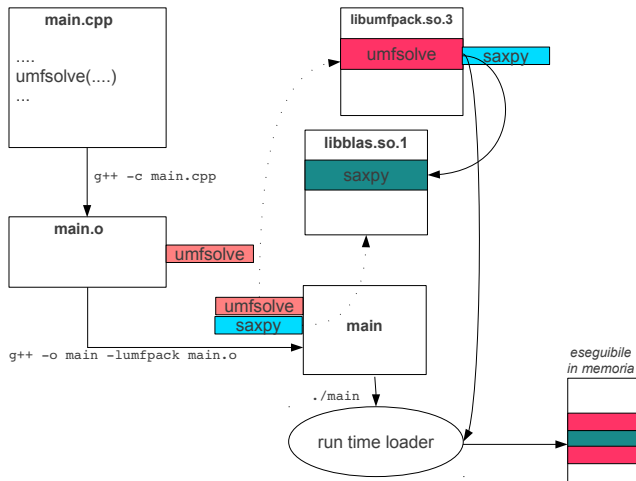 main.cpp
....
umfsolve(....)
...
g++ -c main.cpp
main.o
umfsolve
g++ -o main -lumfpack main.o
libumfpack.so.3
umfsolve
saxpy
libblas.so.1
saxpy
umfsolve
saxpy
main
./main
run time loader
eseguibile
in memoria